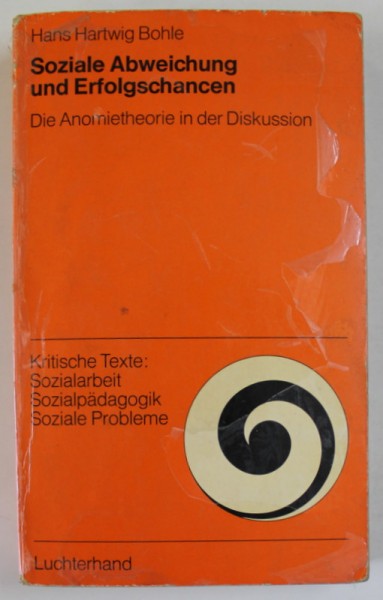 Hans Hartwig Bohle
Soziale Abweichung
und Erfolgschancen
Die Anomietheorie in der Diskussion
Kritische Texte:
Sozialarbeit
Sozialpädagogik
Soziale Probleme
Luchterhand